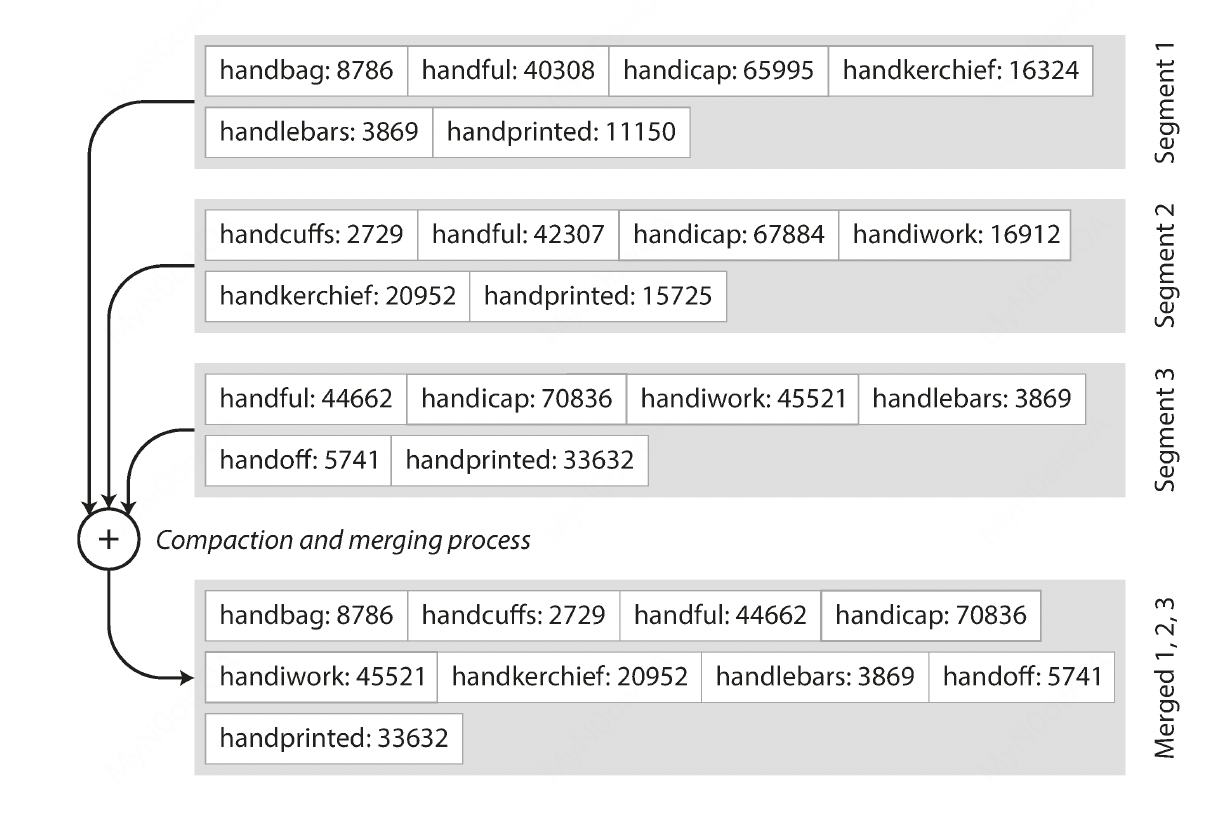 handbag: 8786 handful: 40308 handicap: 65995 handkerchief: 16324
handlebars: 3869 handprinted: 11150
Segment 1
handcuffs: 2729 handful: 42307 handicap: 67884 handiwork: 16912
handkerchief: 20952 handprinted: 15725
Segment 2
handful: 44662 handicap: 70836 handiwork: 45521 handlebars: 3869
handoff: 5741 handprinted: 33632
Segment 3
+ Compaction and merging process
handbag: 8786 handcuffs: 2729 handful: 44662 handicap: 70836
handiwork: 45521 handkerchief: 20952 handlebars: 3869 handoff: 5741
handprinted: 33632
Merged 1, 2, 3